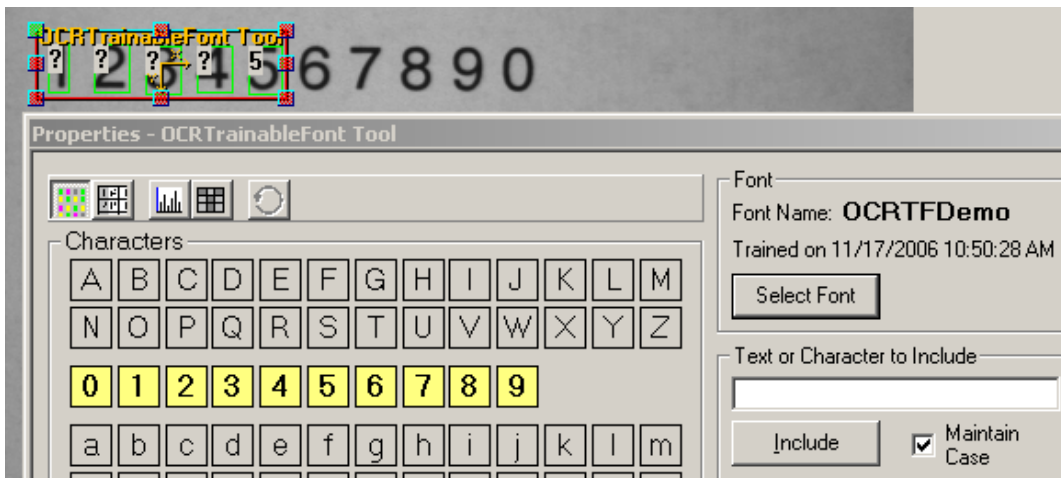 OCRTrainableFont Tool
? ? ? ? 5
1 2 3 4 5 6 7 8 9 0
Properties - OCRTrainableFont Tool
Font
Font Name: OCRTFDemo
Trained on 11/17/2006 10:50:28 AM
Select Font
Characters
A B C D E F G H I J K L M
N O P Q R S T U V W X Y Z
0 1 2 3 4 5 6 7 8 9
a b c d e f g h i j k l m
Text or Character to Include
Include
Maintain
Case